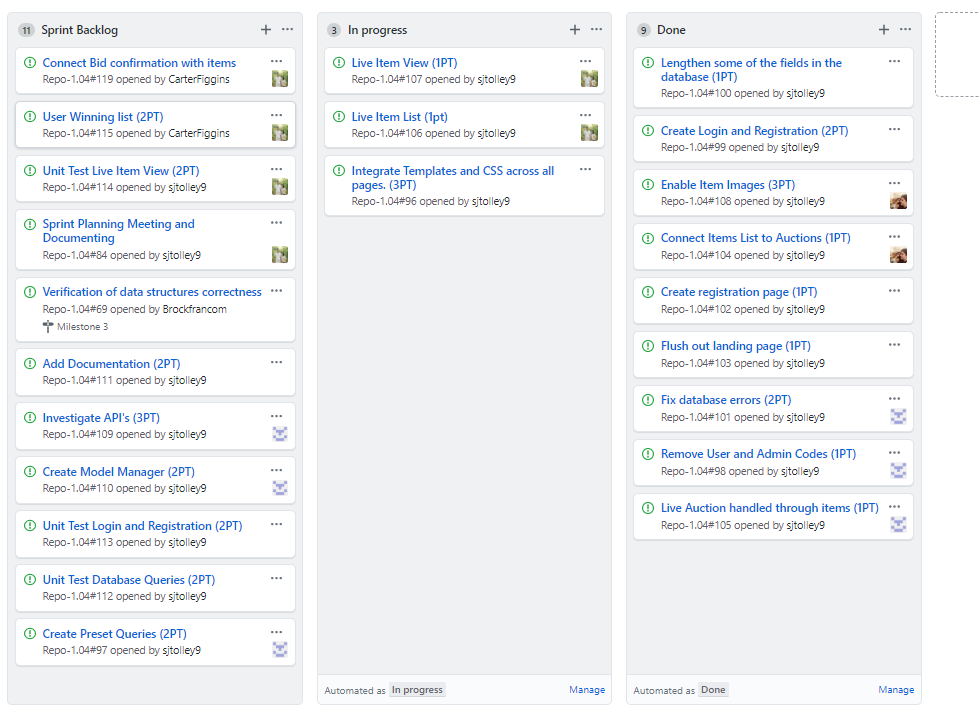 11 Sprint Backlog
Connect Bid confirmation with items
Repo-1.04#119 opened by CarterFiggins
User Winning list (2PT)
Repo-1.04#115 opened by CarterFiggins
Unit Test Live Item View (2PT)
Repo-1.04#114 opened by sjtolley9
Sprint Planning Meeting and
Documenting
Repo-1.04#84 opened by sjtolley9
Verification of data structures correctness
Repo-1.04#69 opened by Brockfrancom
Milestone 3
Add Documentation (2PT)
Repo-1.04#111 opened by sjtolley9
Investigate API's (3PT)
Repo-1.04#109 opened by sjtolley9
Create Model Manager (2PT)
Repo-1.04#110 opened by sjtolley9
Unit Test Login and Registration (2PT)
Repo-1.04#113 opened by sjtolley9
Unit Test Database Queries (2PT)
Repo-1.04#112 opened by sjtolley9
Create Preset Queries (2PT)
Repo-1.04#97 opened by sjtolley9
3 In progress
Live Item View (1PT)
Repo-1.04#107 opened by sjtolley9
Live Item List (1pt)
Repo-1.04#106 opened by sjtolley9
Integrate Templates and CSS across all
pages. (3PT)
Repo-1.04#96 opened by sjtolley9
Automated as In progress Manage
9 Done
Lengthen some of the fields in the
database (1PT)
Repo-1.04#100 opened by sjtolley9
Create Login and Registration (2PT)
Repo-1.04#99 opened by sjtolley9
Enable Item Images (3PT)
Repo-1.04#108 opened by sjtolley9
Connect Items List to Auctions (1PT)
Repo-1.04#104 opened by sjtolley9
Create registration page (1PT)
Repo-1.04#102 opened by sjtolley9
Flush out landing page (1PT)
Repo-1.04#103 opened by sjtolley9
Fix database errors (2PT)
Repo-1.04#101 opened by sjtolley9
Remove User and Admin Codes (1PT)
Repo-1.04#98 opened by sjtolley9
Live Auction handled through items (1PT)
Repo-1.04#105 opened by sjtolley9
Automated as Done Manage